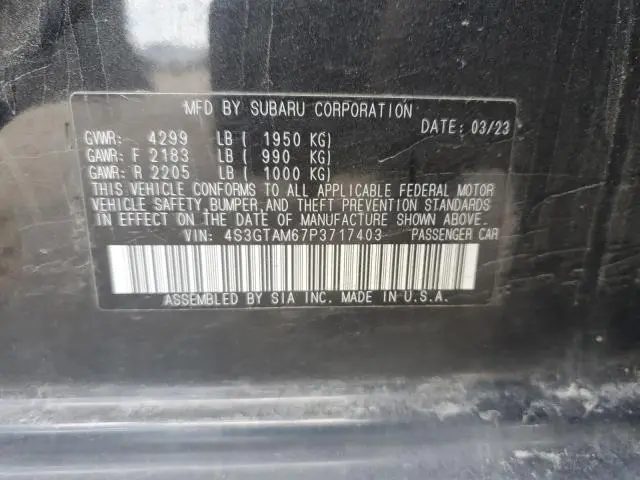 MFD BY SUBARU CORPORATION
DATE: 03/23
GVWR: 4299 LB ( 1950 KG)
GAWR: F 2183 LB ( 990 KG)
GAWR: R 2205 LB ( 1000 KG)
THIS VEHICLE CONFORMS TO ALL APPLICABLE FEDERAL MOTOR
VEHICLE SAFETY,BUMPER,AND THEFT PREVENTION STANDARDS
IN EFFECT ON THE DATE OF MANUFACTURE SHOWN ABOVE.
VIN: 4S3GTAM67P3717403 PASSENGER CAR
ASSEMBLED BY SIA INC. MADE IN U.S.A.